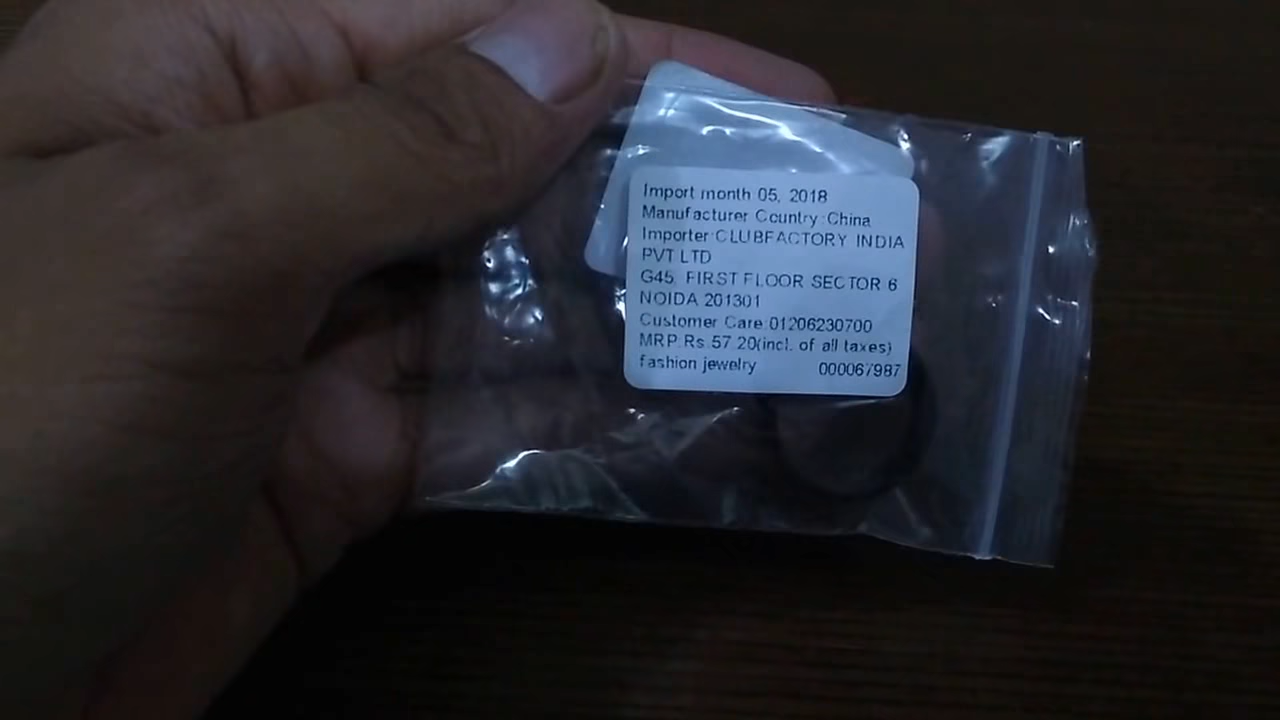 Import month 05, 2018
Manufacturer Country:China
Importer:CLUBFACTORY INDIA
PVT LTD
G45, FIRST FLOOR SECTOR 6
NOIDA 201301
Customer Care:01206230700
MRP:Rs.57.20(incl. of all taxes)
fashion jewelry 000067987